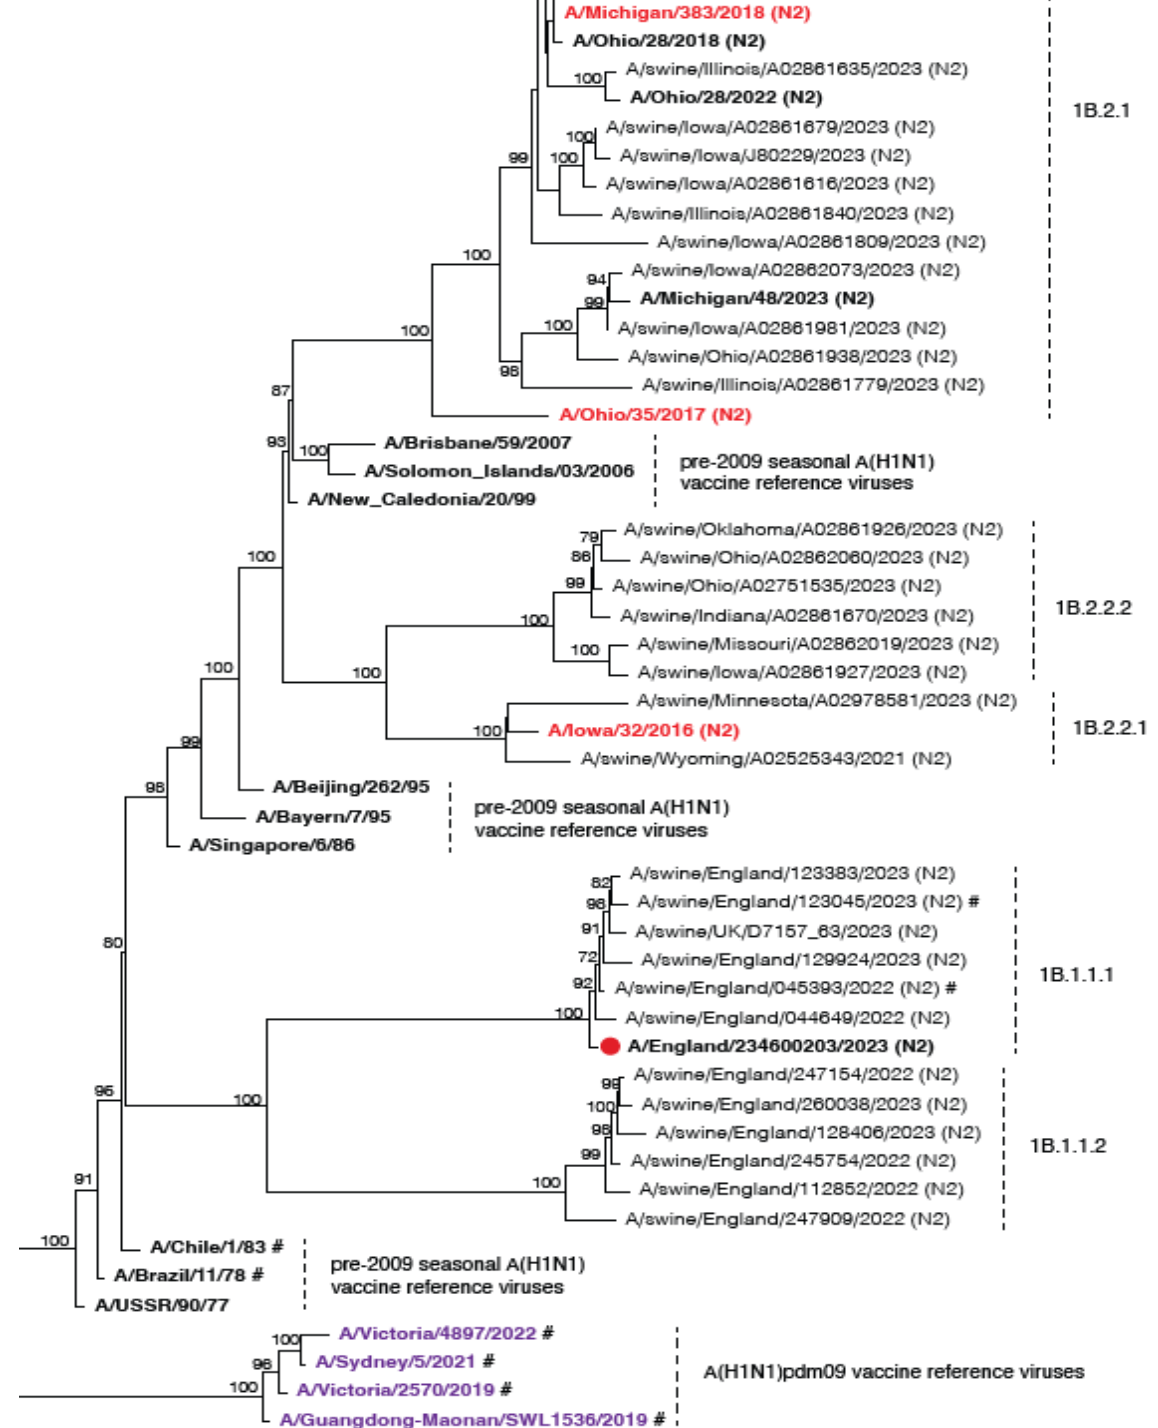 A/Michigan/383/2018 (N2)
A/Ohio/28/2018 (N2)
A/swine/Illinois/A02861635/2023 (N2)
100
A/Ohio/28/2022 (N2)
1B.2.1
A/swine/Iowa/A02861679/2023 (N2)
100
A/swine/Iowa/J80229/2023 (N2)
99
100
A/swine/Iowa/A02861616/2023 (N2)
A/swine/Illinois/A02861840/2023 (N2)
A/swine/Iowa/A02861809/2023 (N2)
100
A/swine/Iowa/A02862073/2023 (N2)
94
A/Michigan/48/2023 (N2)
99
100
A/swine/Iowa/A02861981/2023 (N2)
100
A/swine/Ohio/A02861938/2023 (N2)
98
A/swine/Illinois/A02861779/2023 (N2)
87
A/Ohio/35/2017 (N2)
93
100
A/Brisbane/59/2007
A/Solomon_Islands/03/2006
A/New_Caledonia/20/99
pre-2009 seasonal A(H1N1)
vaccine reference viruses
A/swine/Oklahoma/A02861926/2023 (N2)
79
A/swine/Ohio/A02862060/2023 (N2)
86
100
A/swine/Ohio/A02751535/2023 (N2)
99
1B.2.2.2
A/swine/Indiana/A02861670/2023 (N2)
100
A/swine/Missouri/A02862019/2023 (N2)
100
A/swine/Iowa/A02861927/2023 (N2)
100
100
A/swine/Minnesota/A02978581/2023 (N2)
A/Iowa/32/2016 (N2)
100
1B.2.2.1
A/swine/Wyoming/A02525343/2021 (N2)
99
98
A/Beijing/262/95
A/Bayern/7/95
A/Singapore/6/86
pre-2009 seasonal A(H1N1)
vaccine reference viruses
A/swine/England/123383/2023 (N2)
82
A/swine/England/123045/2023 (N2) #
98
A/swine/UK/D7157_63/2023 (N2)
91
80
A/swine/England/129924/2023 (N2)
72
1B.1.1.1
A/swine/England/045393/2022 (N2) #
92
A/swine/England/044649/2022 (N2)
100
A/England/234600203/2023 (N2)
A/swine/England/247154/2022 (N2)
99
96
100
A/swine/England/260038/2023 (N2)
100
A/swine/England/128406/2023 (N2)
98
1B.1.1.2
A/swine/England/245754/2022 (N2)
99
91
100
A/swine/England/112852/2022 (N2)
A/swine/England/247909/2022 (N2)
100
A/Chile/1/83 #
A/Brazil/11/78 #
A/USSR/90/77
pre-2009 seasonal A(H1N1)
vaccine reference viruses
A/Victoria/4897/2022 #
100
A/Sydney/5/2021 #
96
A/Victoria/2570/2019 #
100
A/Guangdong-Maonan/SWL1536/2019 #
A(H1N1)pdm09 vaccine reference viruses